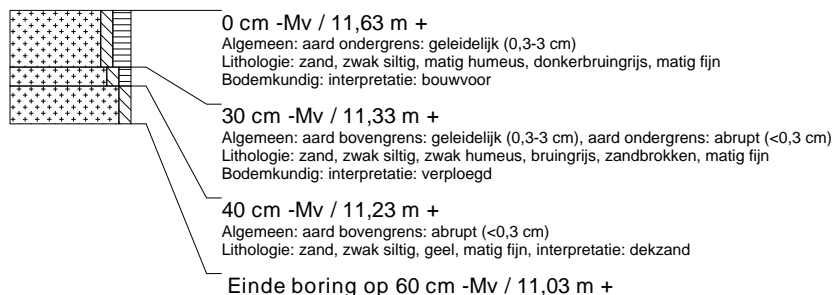 0 cm -Mv / 11,63 m +
Algemeen: aard ondergrens: geleidelijk (0,3-3 cm)
Lithologie: zand, zwak siltig, matig humeus, donkerbruingrijs, matig fijn
Bodemkundig: interpretatie: bouwvoor
30 cm -Mv / 11,33 m +
Algemeen: aard bovengrens: geleidelijk (0,3-3 cm), aard ondergrens: abrupt (<0,3 cm)
Lithologie: zand, zwak siltig, zwak humeus, bruingrijs, zandbrokken, matig fijn
Bodemkundig: interpretatie: verploegd
40 cm -Mv / 11,23 m +
Algemeen: aard bovengrens: abrupt (<0,3 cm)
Lithologie: zand, zwak siltig, geel, matig fijn, interpretatie: dekzand
Einde boring op 60 cm -Mv / 11,03 m +